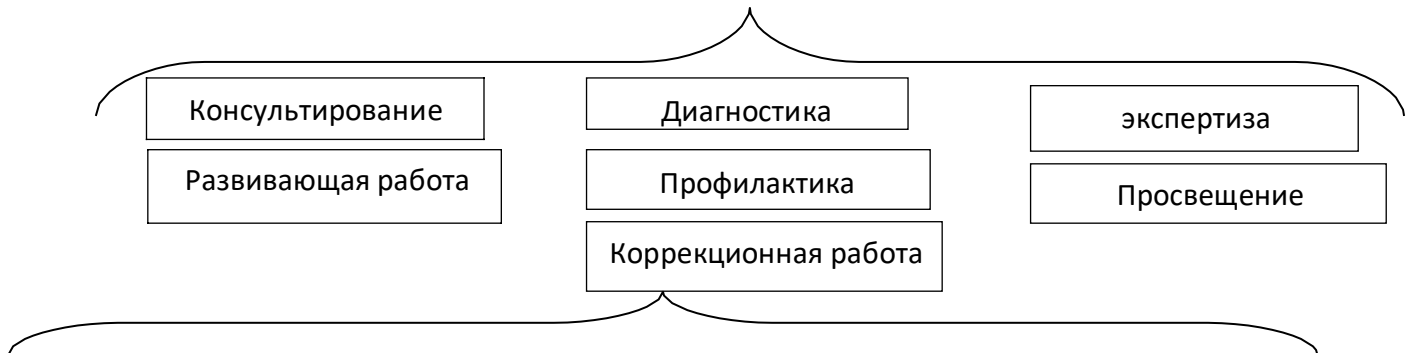 Консультирование
Диагностика
экспертиза
Развивающая работа
Профилактика
Просвещение
Коррекционная работа